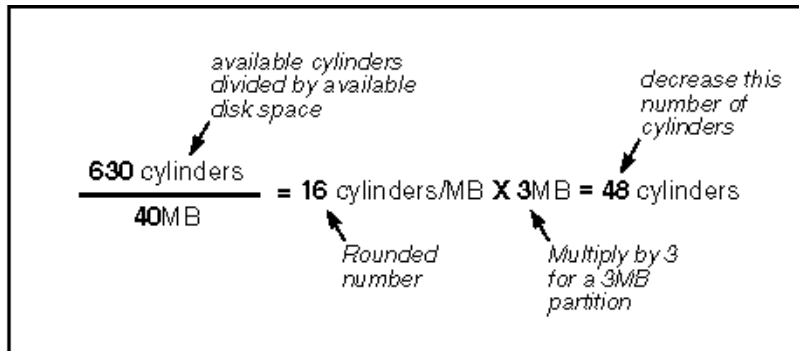 available cylinders
divided by available
disk space
decrease this
number of
cylinders
630 cylinders
40MB
= 16 cylinders/MB X 3MB = 48 cylinders
Rounded
number
Multiply by 3
for a 3MB
partition